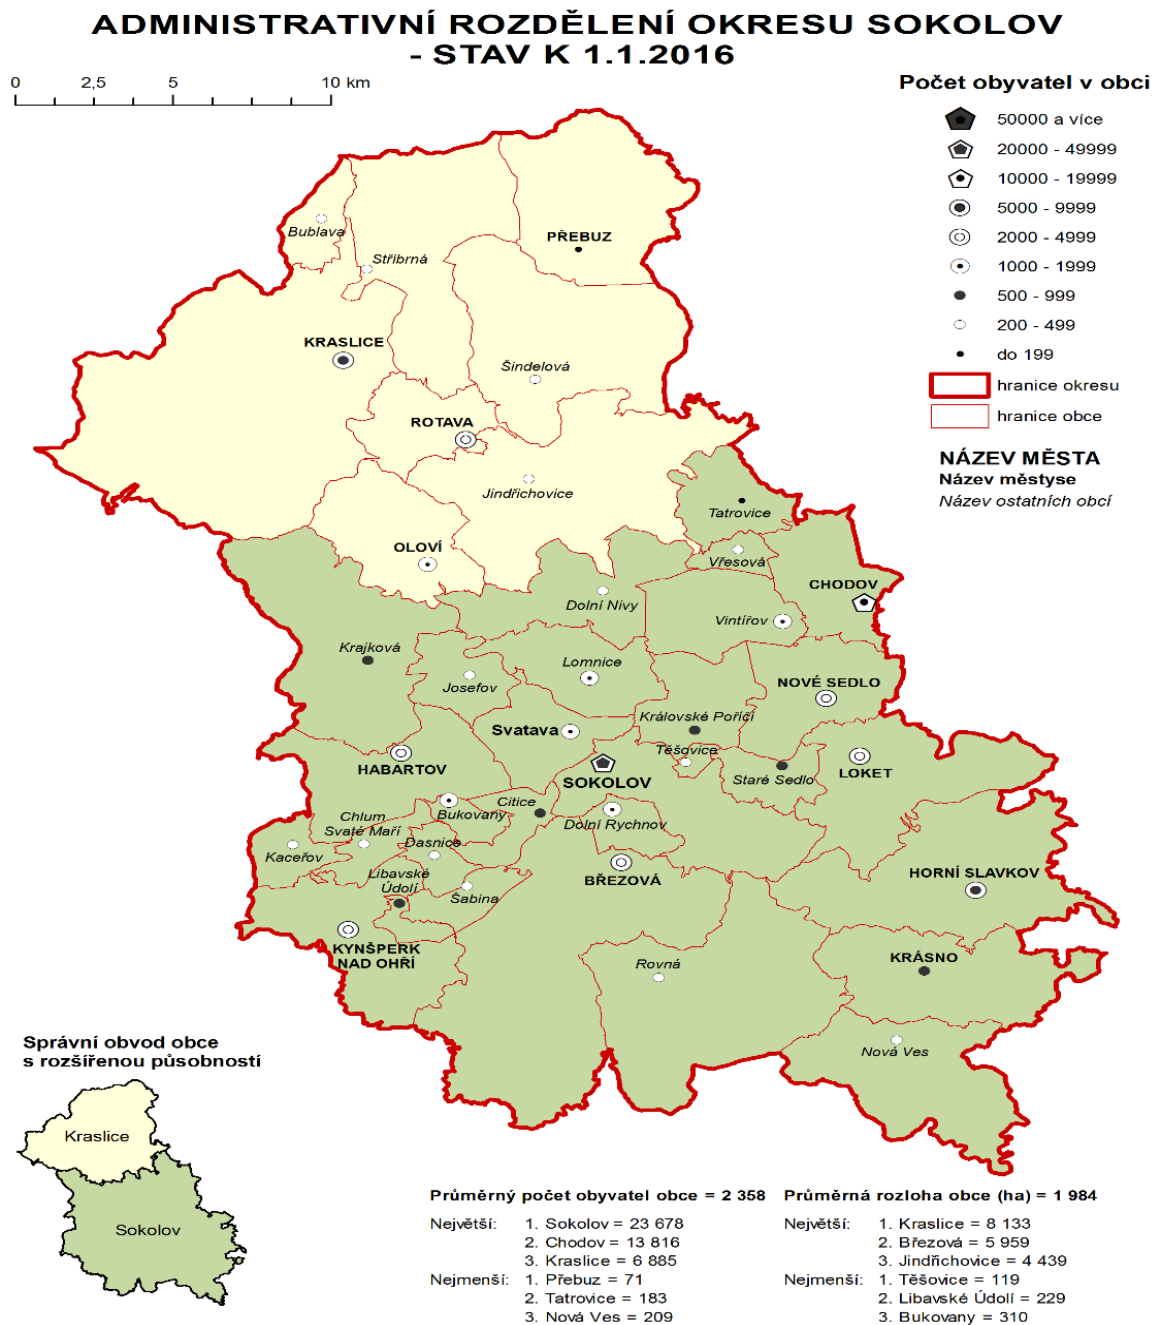 ADMINISTRATIVNÍ ROZDĚLENÍ OKRESU SOKOLOV
- STAV K 1.1.2016
0 2,5 5 10 km
Počet obyvatel v obci
50000 a více
20000 - 49999
10000 - 19999
5000 - 9999
2000 - 4999
1000 - 1999
500 - 999
200 - 499
do 199
hranice okresu
hranice obce
NÁZEV MĚSTA
Název městyse
Název ostatních obcí
Bublava
Stříbrná
PŘEBUZ
KRASLICE
Šindelová
ROTAVA
Jindřichovice
Tatrovice
OLOVÍ
Vřesová
CHODOV
Dolní Nivy
Vintířov
Krajková
Lomnice
Josefov
NOVÉ SEDLO
Královské Poříčí
Svatava
Těšovice
HABARTOV
SOKOLOV
Staré Sedlo
LOKET
Citice
Bukovany
Dolní Rychnov
Chlum
Svaté Maří
Kaceřov
Dasnice
Libavské
Údolí
BŘEZOVÁ
HORNÍ SLAVKOV
Šabina
KYNŠPERK
NAD OHŘÍ
Rovná
KRÁSNO
Nová Ves
Správní obvod obce
s rozšířenou působností
Kraslice
Sokolov
Průměrný počet obyvatel obce = 2 358
Největší: 1. Sokolov = 23 678
2. Chodov = 13 816
3. Kraslice = 6 885
Nejmenší: 1. Přebuz = 71
2. Tatrovice = 183
3. Nová Ves = 209
Průměrná rozloha obce (ha) = 1 984
Největší: 1. Kraslice = 8 133
2. Březová = 5 959
3. Jindřichovice = 4 439
Nejmenší: 1. Těšovice = 119
2. Libavské Údolí = 229
3. Bukovany = 310